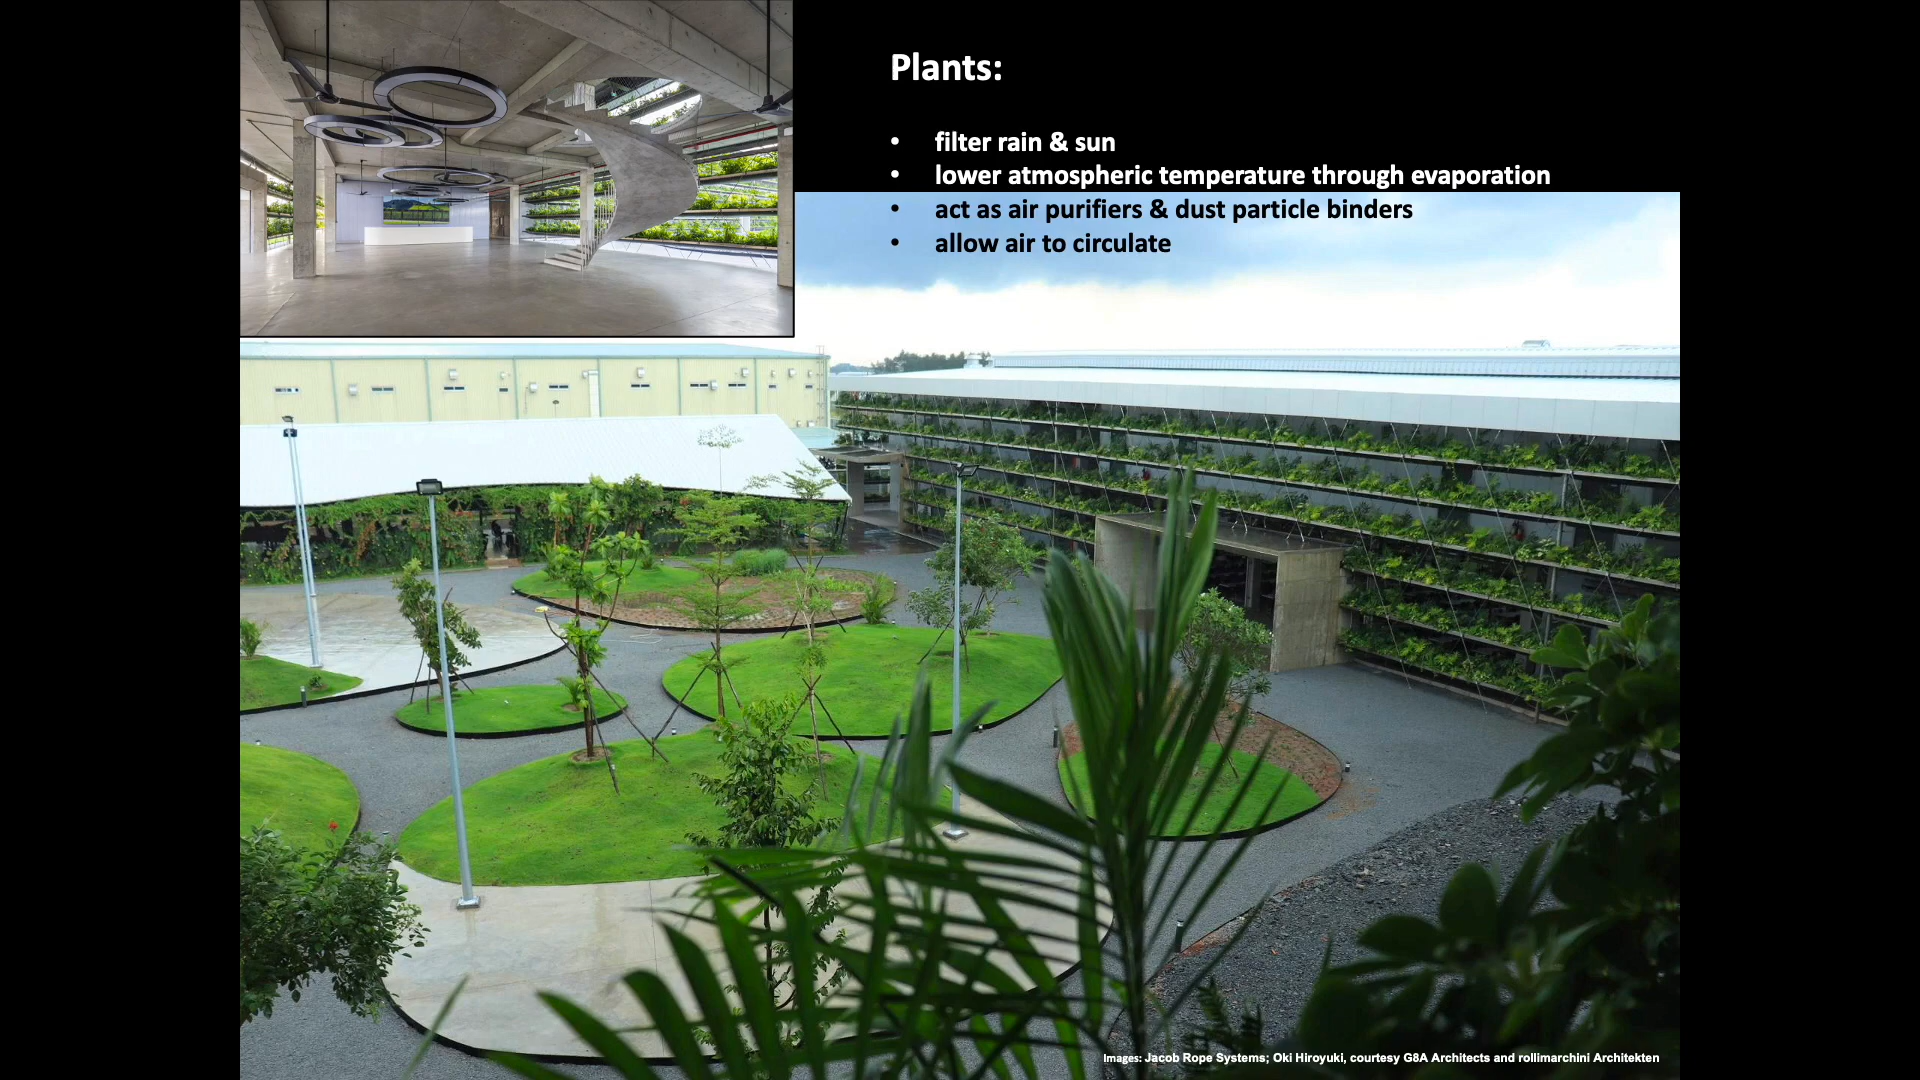 Plants:
• filter rain & sun
• lower atmospheric temperature through evaporation
• act as air purifiers & dust particle binders
• allow air to circulate
Images: Jacob Rope Systems; Oki Hiroyuki, courtesy G8A Architects and rollimarchini Architekten